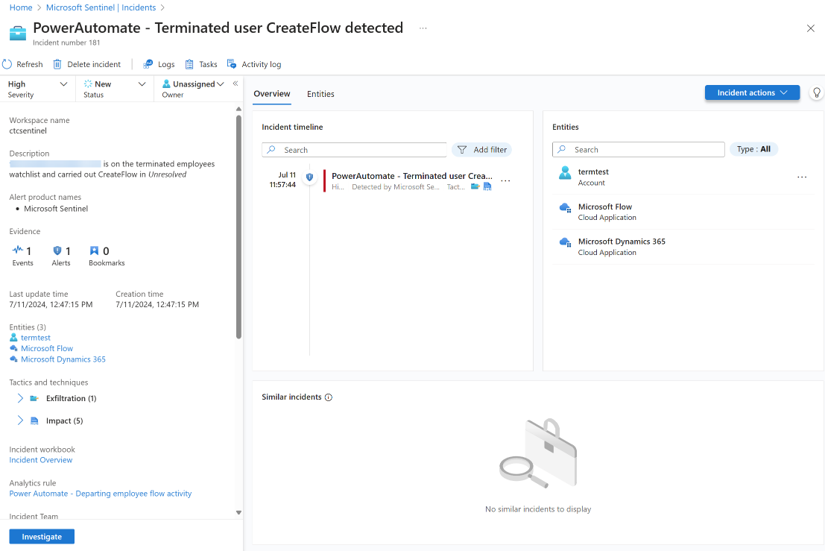 Home > Microsoft Sentinel | Incidents >
PowerAutomate - Terminated user CreateFlow detected ...
Incident number 181
Refresh Delete incident Logs Tasks Activity log
High
Severity
New
Status
Unassigned
Owner
Workspace name
ctcsentinel
Description
is on the terminated employees
watchlist and carried out CreateFlow in Unresolved
Alert product names
• Microsoft Sentinel
Evidence
1
Events
1
Alerts
0
Bookmarks
Last update time
7/11/2024, 12:47:15 PM
Creation time
7/11/2024, 12:47:15 PM
Entities (3)
termtest
Microsoft Flow
Microsoft Dynamics 365
Tactics and techniques
Exfiltration (1)
Impact (5)
Incident workbook
Incident Overview
Analytics rule
Power Automate - Departing employee flow activity
Incident Team
Investigate
Overview Entities
Incident actions
Incident timeline
Search
Add filter
Jul 11
11:57:44
PowerAutomate - Terminated user Crea...
Hi... Detected by Microsoft Se... Tact...
Entities
Search
Type : All
termtest
Account
Microsoft Flow
Cloud Application
Microsoft Dynamics 365
Cloud Application
Similar incidents
No similar incidents to display